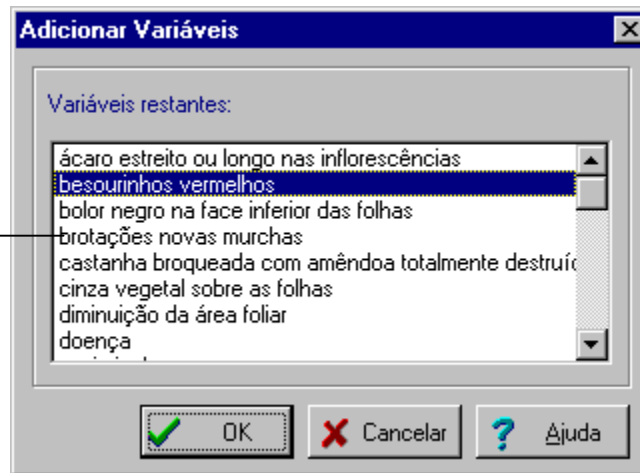 Adicionar Variáveis
Variáveis restantes:
ácaro estreito ou longo nas inflorescências
besourinhos vermelhos
bolor negro na face inferior das folhas
brotações novas murchas
castanha broqueada com amêndoa totalmente destruíd
cinza vegetal sobre as folhas
diminuição da área foliar
doença
OK Cancelar Ajuda